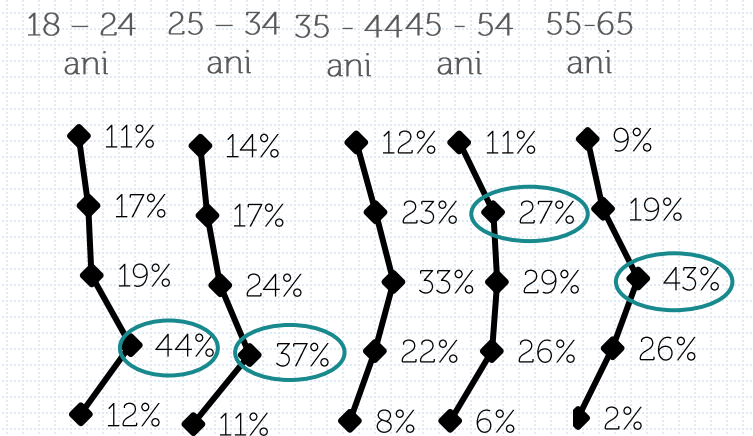 18 – 24 25 – 34 35 - 44 45 - 54 55-65
ani ani ani ani ani
11% 14% 12% 11% 9%
17% 17% 23% 27% 19%
19% 24% 33% 29% 43%
44% 37% 22% 26% 26%
12% 11% 8% 6% 2%